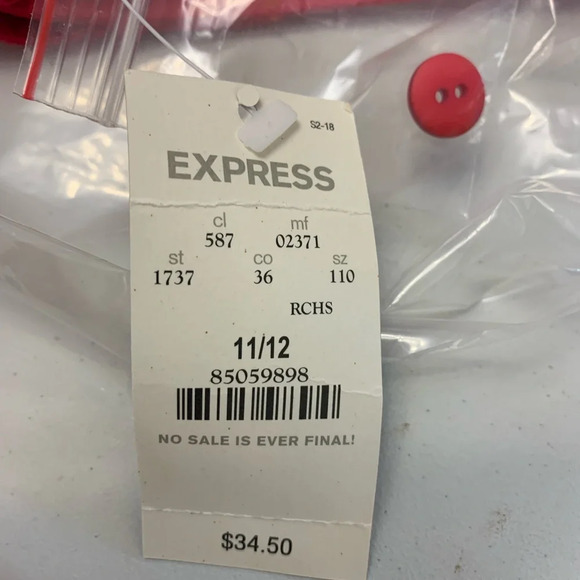 S2-18
EXPRESS
cl mf
587 02371
st co sz
1737 36 110
RCHS
11/12
85059898
NO SALE IS EVER FINAL!
$34.50